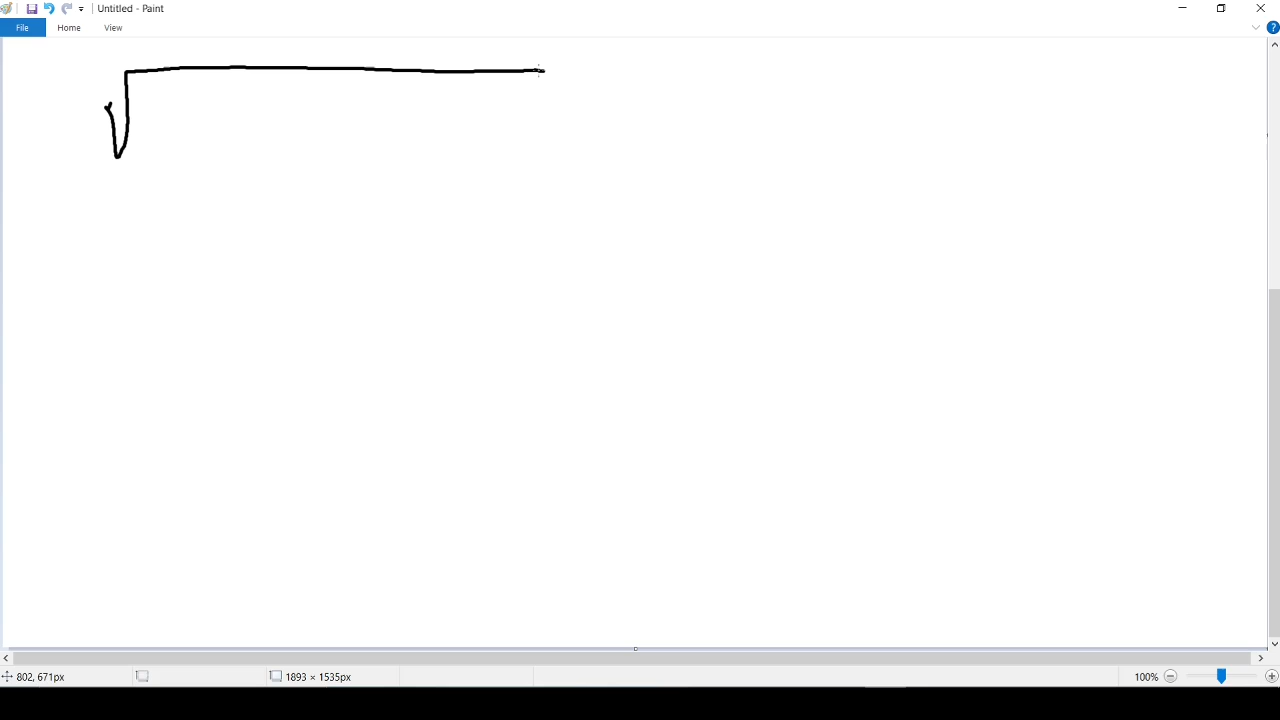 Untitled - Paint
File Home View
√
802, 671px
1893 × 1535px
100%